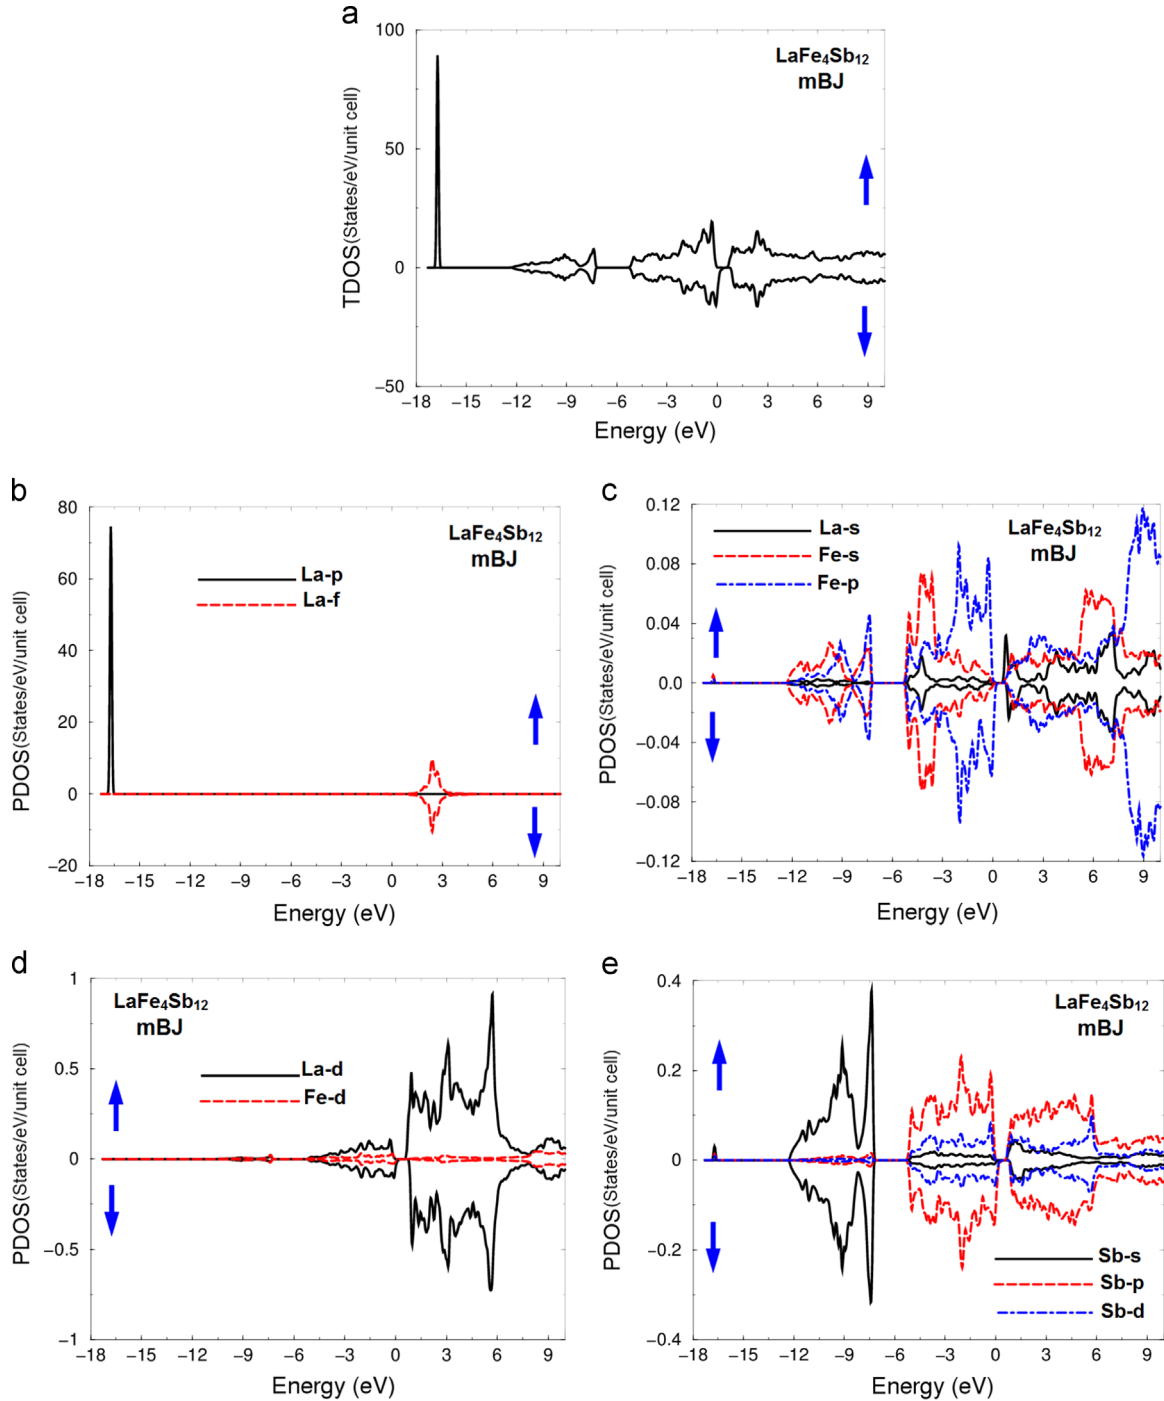 a
100
50
0
−50
TDOS(States/eV/unit cell)
LaFe₄Sb₁₂
mBJ
−18 −15 −12 −9 −6 −3 0 3 6 9
Energy (eV)
b
80
60
40
20
0
−20
PDOS(States/eV/unit cell)
LaFe₄Sb₁₂
mBJ
La-p
La-f
−18 −15 −12 −9 −6 −3 0 3 6 9
Energy (eV)
c
0.12
0.08
0.04
0.0
−0.04
−0.08
−0.12
PDOS(States/eV/unit cell)
La-s
Fe-s
Fe-p
LaFe₄Sb₁₂
mBJ
−18 −15 −12 −9 −6 −3 0 3 6 9
Energy (eV)
d
1
0.5
0
−0.5
−1
PDOS(States/eV/unit cell)
LaFe₄Sb₁₂
mBJ
La-d
Fe-d
−18 −15 −12 −9 −6 −3 0 3 6 9
Energy (eV)
e
0.4
0.2
0
−0.2
−0.4
PDOS(States/eV/unit cell)
LaFe₄Sb₁₂
mBJ
Sb-s
Sb-p
Sb-d
−18 −15 −12 −9 −6 −3 0 3 6 9
Energy (eV)